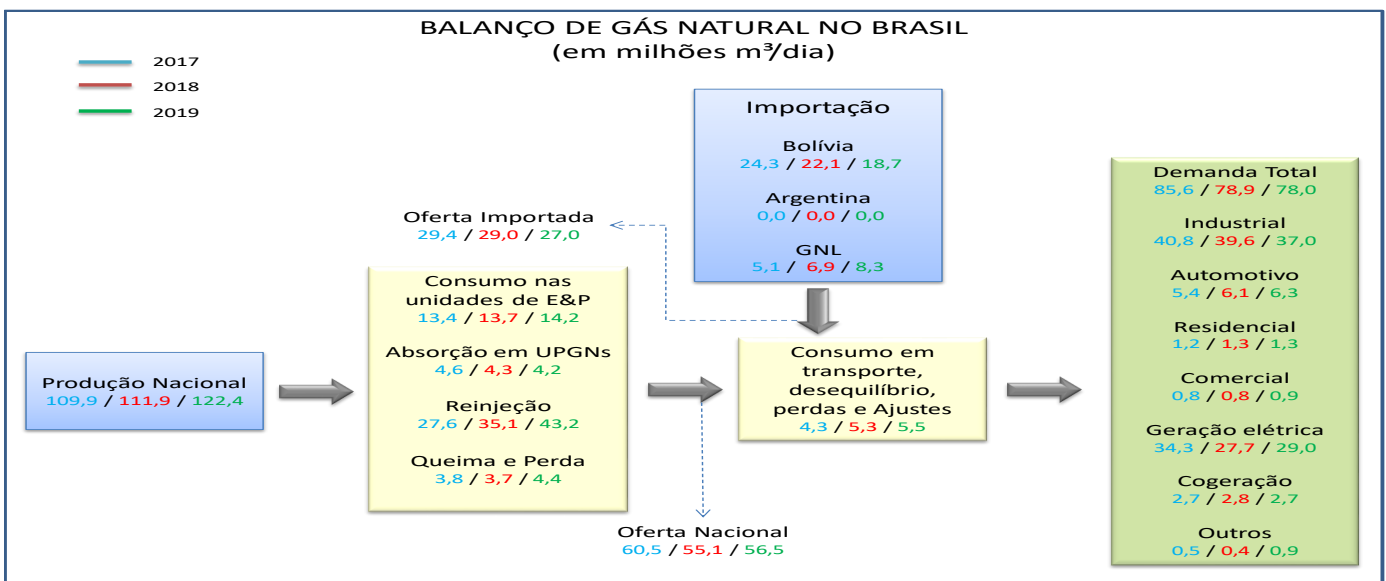 BALANÇO DE GÁS NATURAL NO BRASIL
(em milhões m³/dia)
2017
2018
2019
Importação
Bolívia
24,3 / 22,1 / 18,7
Argentina
0,0 / 0,0 / 0,0
GNL
5,1 / 6,9 / 8,3
Oferta Importada
29,4 / 29,0 / 27,0
Produção Nacional
109,9 / 111,9 / 122,4
Consumo nas
unidades de E&P
13,4 / 13,7 / 14,2
Absorção em UPGNs
4,6 / 4,3 / 4,2
Reinjeção
27,6 / 35,1 / 43,2
Queima e Perda
3,8 / 3,7 / 4,4
Oferta Nacional
60,5 / 55,1 / 56,5
Consumo em
transporte,
desequilíbrio,
perdas e Ajustes
4,3 / 5,3 / 5,5
Demanda Total
85,6 / 78,9 / 78,0
Industrial
40,8 / 39,6 / 37,0
Automotivo
5,4 / 6,1 / 6,3
Residencial
1,2 / 1,3 / 1,3
Comercial
0,8 / 0,8 / 0,9
Geração elétrica
34,3 / 27,7 / 29,0
Cogeração
2,7 / 2,8 / 2,7
Outros
0,5 / 0,4 / 0,9